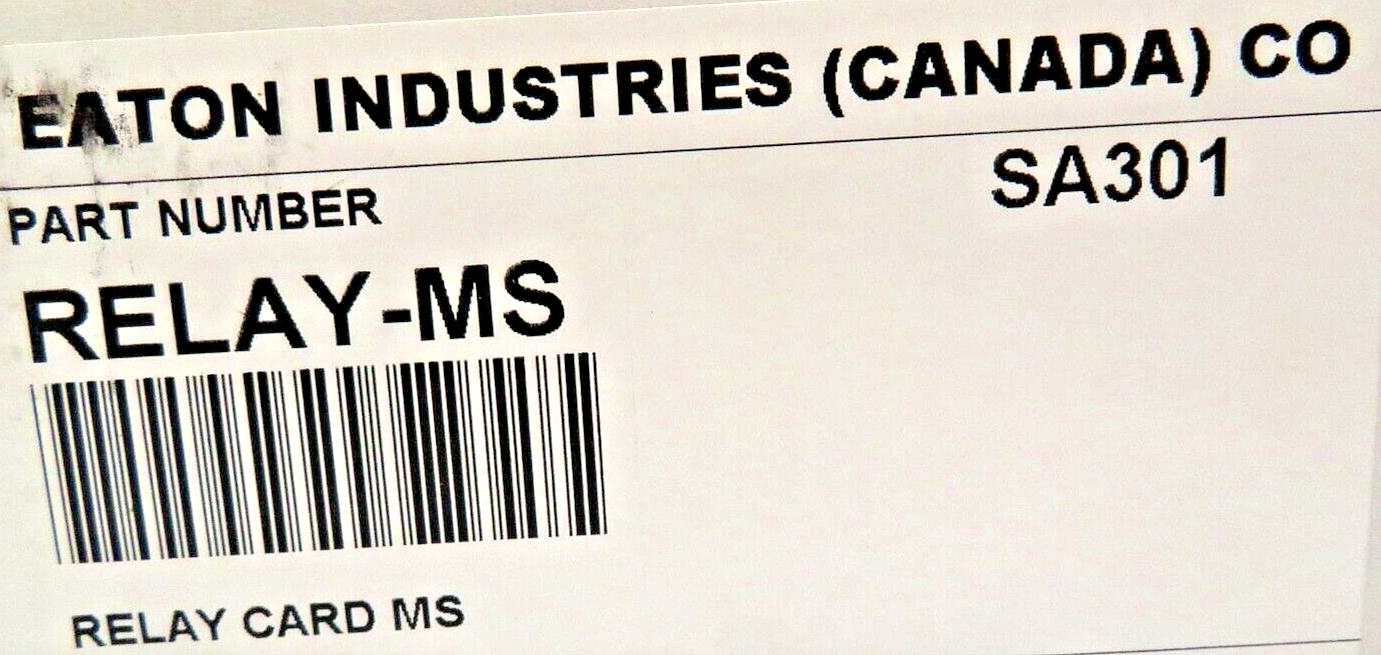 EATON INDUSTRIES (CANADA) CO
PART NUMBER
SA301
RELAY-MS
RELAY CARD MS